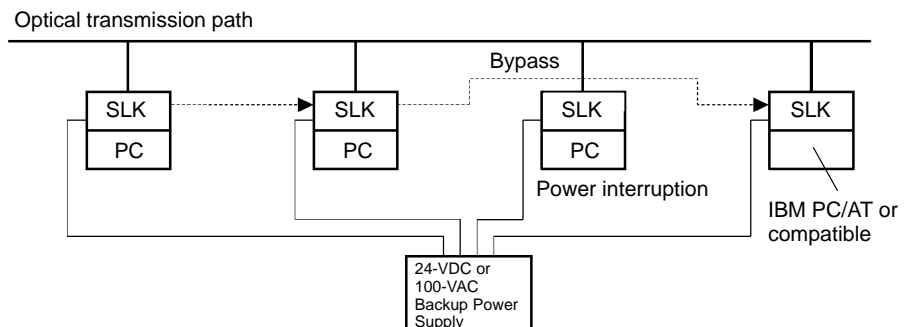 Optical transmission path
Bypass
SLK
SLK
SLK
SLK
PC
PC
PC
Power interruption
IBM PC/AT or
compatible
24-VDC or
100-VAC
Backup Power
Supply